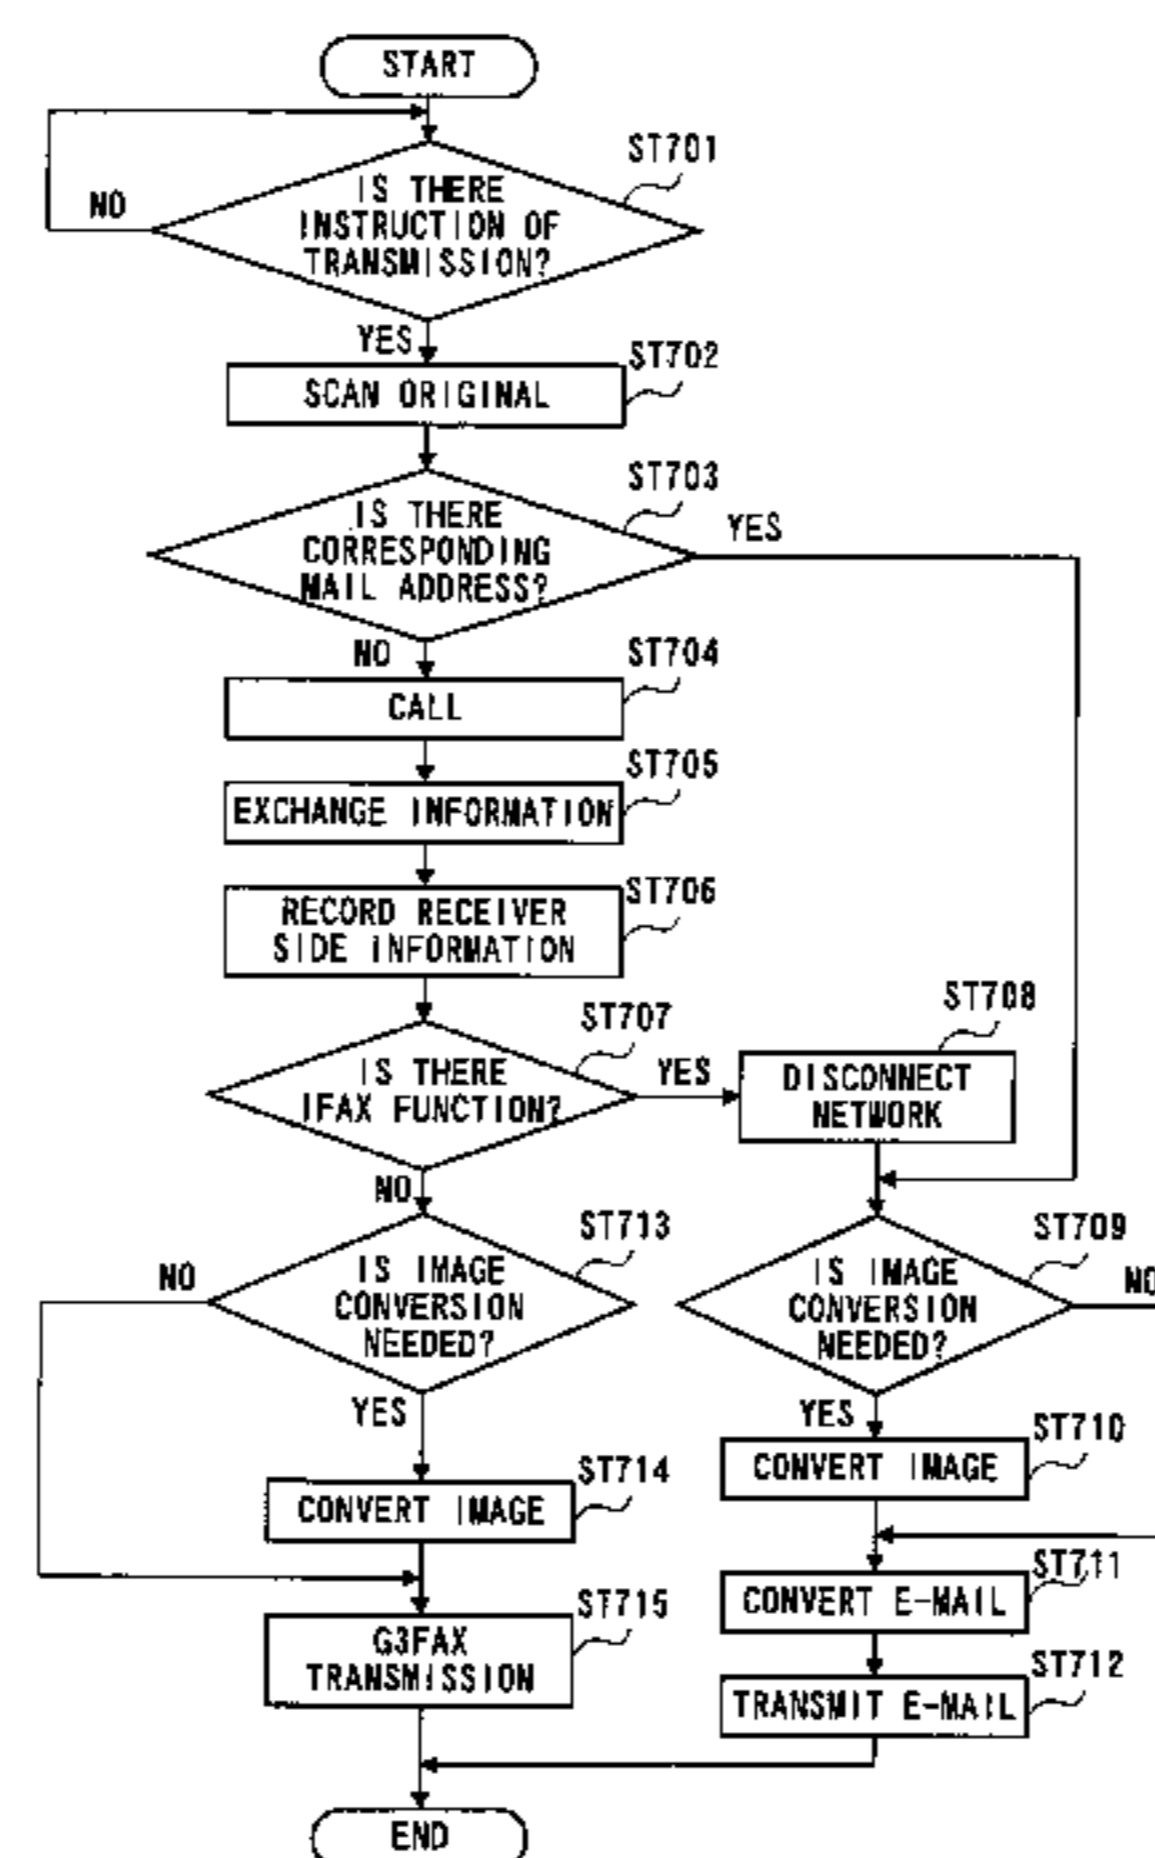 START
ST701
NO
IS THERE
INSTRUCTION OF
TRANSMISSION?
YES
ST702
SCAN ORIGINAL
ST703
IS THERE
CORRESPONDING
MAIL ADDRESS?
YES
NO
ST704
CALL
ST705
EXCHANGE INFORMATION
ST706
RECORD RECEIVER
SIDE INFORMATION
ST707
IS THERE
IFAX FUNCTION?
YES
ST708
DISCONNECT
NETWORK
NO
ST713
NO
IS IMAGE
CONVERSION
NEEDED?
ST709
IS IMAGE
CONVERSION
NEEDED?
NO
YES
YES
ST710
CONVERT IMAGE
ST714
CONVERT IMAGE
ST711
CONVERT E-MAIL
ST715
G3FAX
TRANSMISSION
ST712
TRANSMIT E-MAIL
END